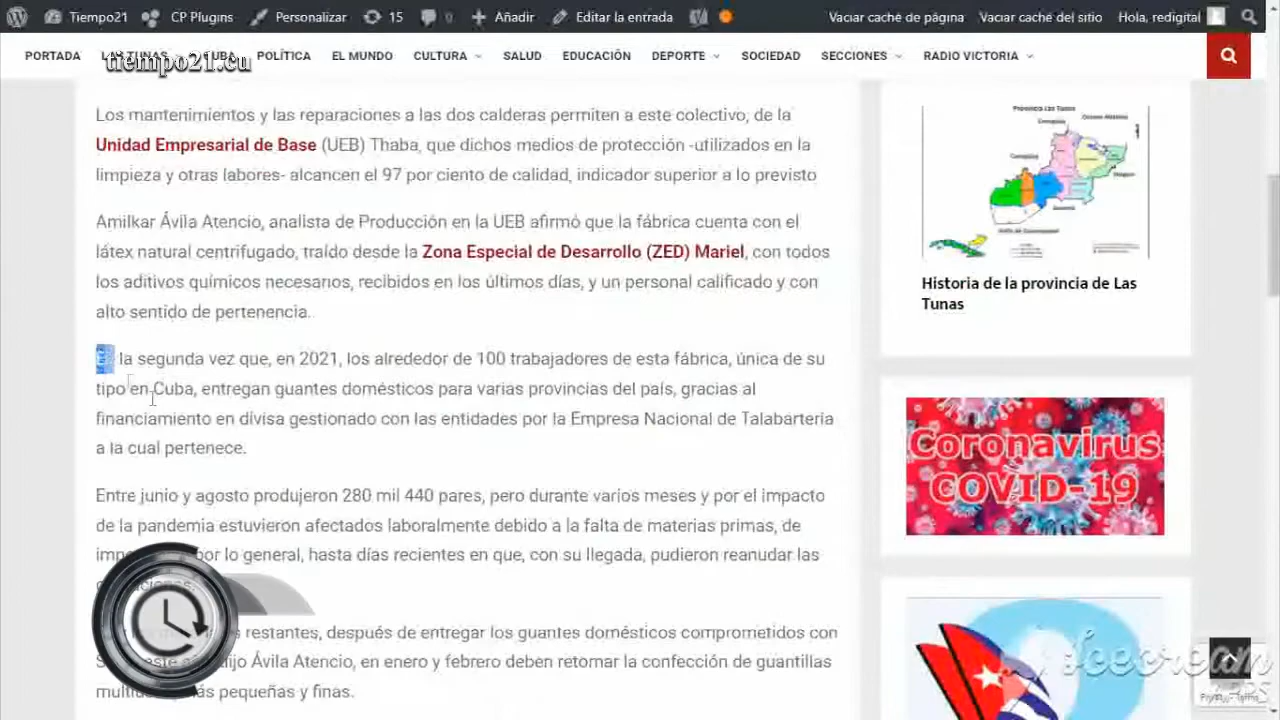 Tiempo21 CP Plugins Personalizar 15 0 Añadir Editar la entrada Vaciar caché de página Vaciar caché del sitio Hola, redigital
PORTADA LAS TUNAS CUBA POLÍTICA EL MUNDO CULTURA SALUD EDUCACIÓN DEPORTE SOCIEDAD SECCIONES RADIO VICTORIA
tiempo21.cu
Los mantenimientos y las reparaciones a las dos calderas permiten a este colectivo, de la
Unidad Empresarial de Base (UEB) Thaba, que dichos medios de protección -utilizados en la
limpieza y otras labores- alcancen el 97 por ciento de calidad, indicador superior a lo previsto
Amilkar Ávila Atencio, analista de Producción en la UEB afirmó que la fábrica cuenta con el
látex natural centrifugado, traído desde la Zona Especial de Desarrollo (ZED) Mariel, con todos
los aditivos químicos necesarios, recibidos en los últimos días, y un personal calificado y con
alto sentido de pertenencia.
Es la segunda vez que, en 2021, los alrededor de 100 trabajadores de esta fábrica, única de su
tipo en Cuba, entregan guantes domésticos para varias provincias del país, gracias al
financiamiento en divisa gestionado con las entidades por la Empresa Nacional de Talabartería
a la cual pertenece.
Entre junio y agosto produjeron 280 mil 440 pares, pero durante varios meses y por el impacto
de la pandemia estuvieron afectados laboralmente debido a la falta de materias primas, de
por lo general, hasta días recientes en que, con su llegada, pudieron reanudar las
restantes, después de entregar los guantes domésticos comprometidos con
dijo Ávila Atencio, en enero y febrero deben retomar la confección de guantillas
más pequeñas y finas.
Provincia Las Tunas
Historia de la provincia de Las
Tunas
Coronavirus
COVID-19
Icecream